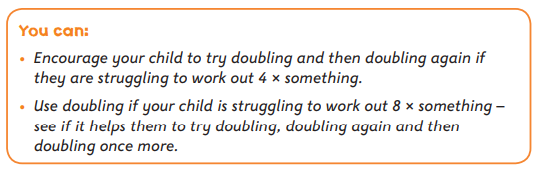 You can:
• Encourage your child to try doubling and then doubling again if
they are struggling to work out 4 × something.
• Use doubling if your child is struggling to work out 8 × something –
see if it helps them to try doubling, doubling again and then
doubling once more.